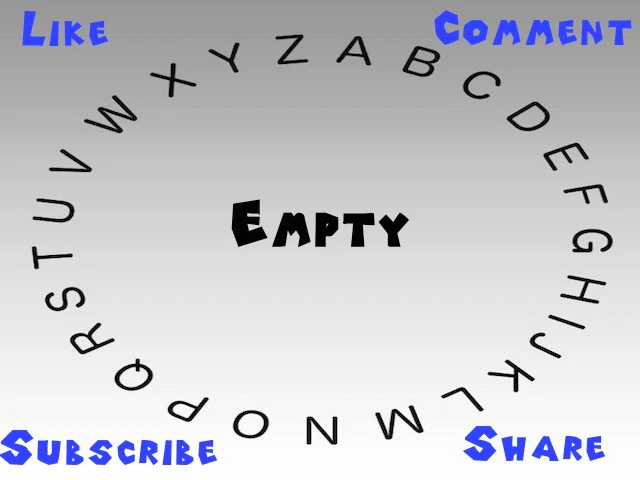 Like
Comment
A B C D E F G H I J K L M N O P Q R S T U V W X Y Z
Empty
Subscribe
Share